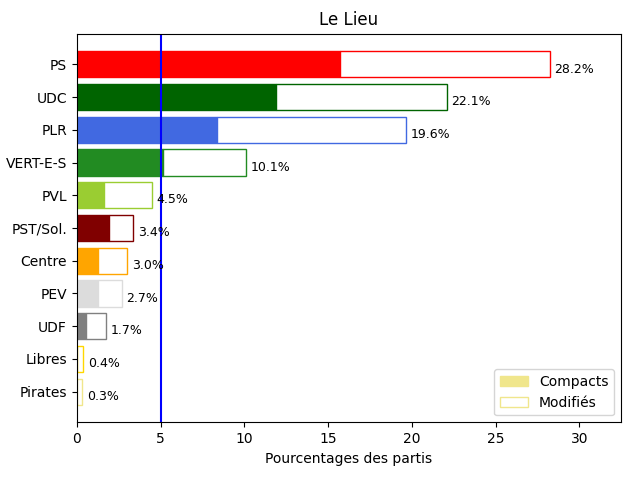 Le Lieu
PS 28.2%
UDC 22.1%
PLR 19.6%
VERT-E-S 10.1%
PVL 4.5%
PST/Sol. 3.4%
Centre 3.0%
PEV 2.7%
UDF 1.7%
Libres 0.4%
Pirates 0.3%
Compacts
Modifiés
0 5 10 15 20 25 30
Pourcentages des partis